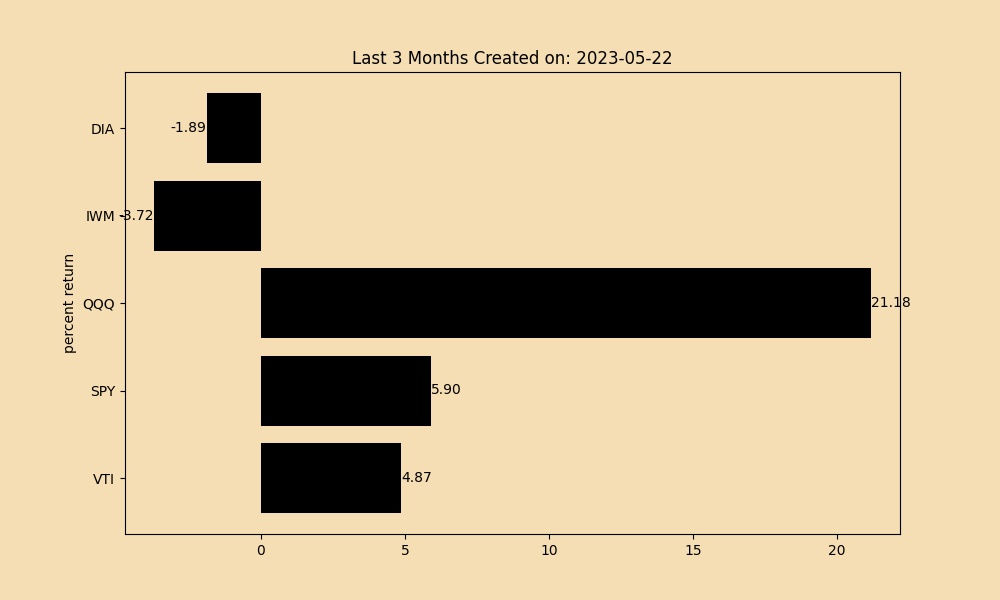 Last 3 Months Created on: 2023-05-22
percent return
DIA -1.89
IWM -3.72
QQQ 21.18
SPY 5.90
VTI 4.87
0 5 10 15 20